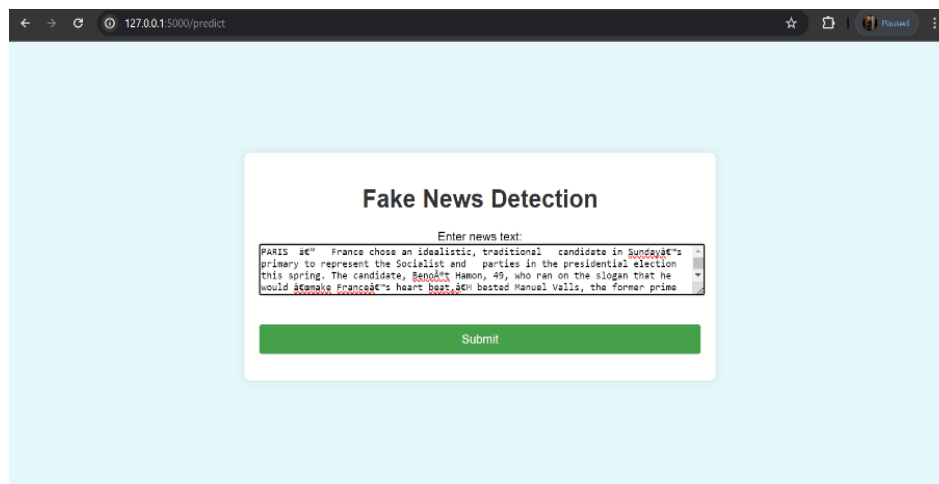 127.0.0.1:5000/predict
Paused
Fake News Detection
Enter news text:
PARIS â€" France chose an idealistic, traditional candidate in Sundayâ€™s
primary to represent the Socialist and parties in the presidential election
this spring. The candidate, BenoÃ®t Hamon, 49, who ran on the slogan that he
would â€œmake Franceâ€™s heart beat,â€ bested Manuel Valls, the former prime
Submit